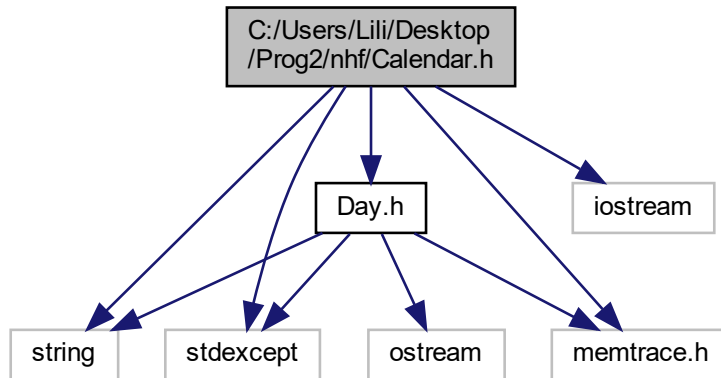 C:/Users/Lili/Desktop
/Prog2/nhf/Calendar.h
Day.h
iostream
string
stdexcept
ostream
memtrace.h